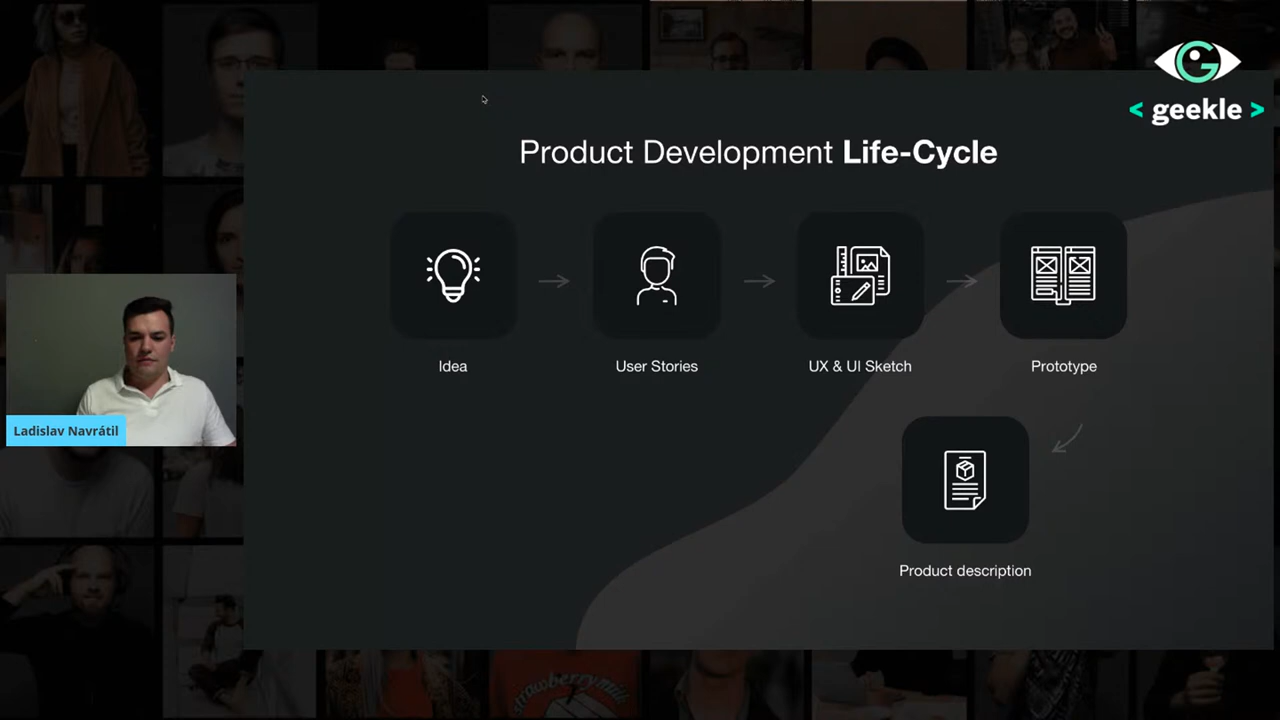 < geekle >
Product Development Life-Cycle
Idea
User Stories
UX & UI Sketch
Prototype
Ladislav Navrátil
Product description